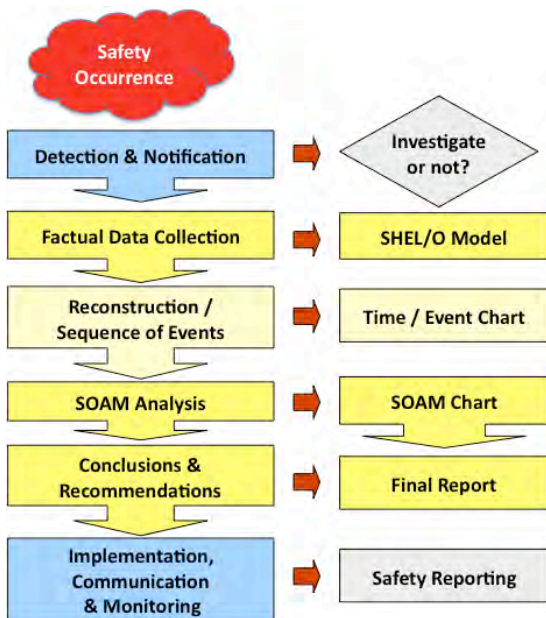 Safety
Occurrence
Detection & Notification
Investigate
or not?
Factual Data Collection
SHEL/O Model
Reconstruction /
Sequence of Events
Time / Event Chart
SOAM Analysis
SOAM Chart
Conclusions &
Recommendations
Final Report
Implementation,
Communication
& Monitoring
Safety Reporting